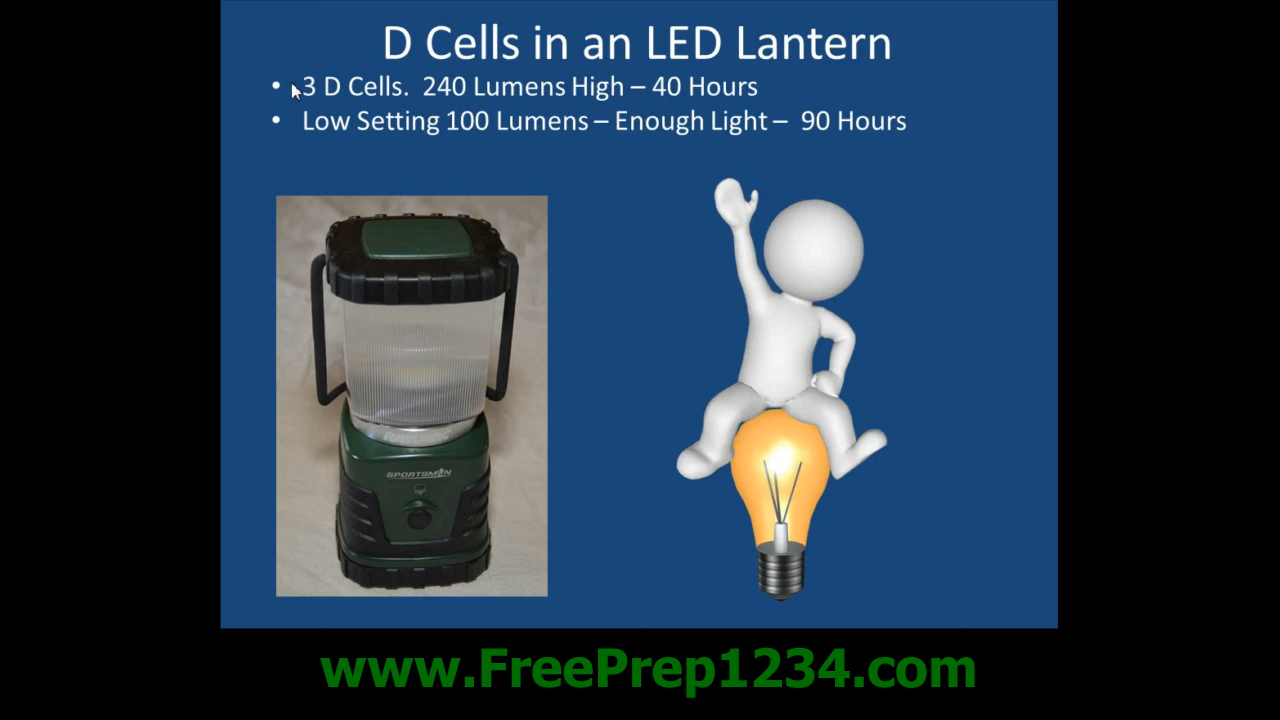 D Cells in an LED Lantern
• 3 D Cells. 240 Lumens High – 40 Hours
• Low Setting 100 Lumens – Enough Light – 90 Hours
SPORTSMAN
www.FreePrep1234.com